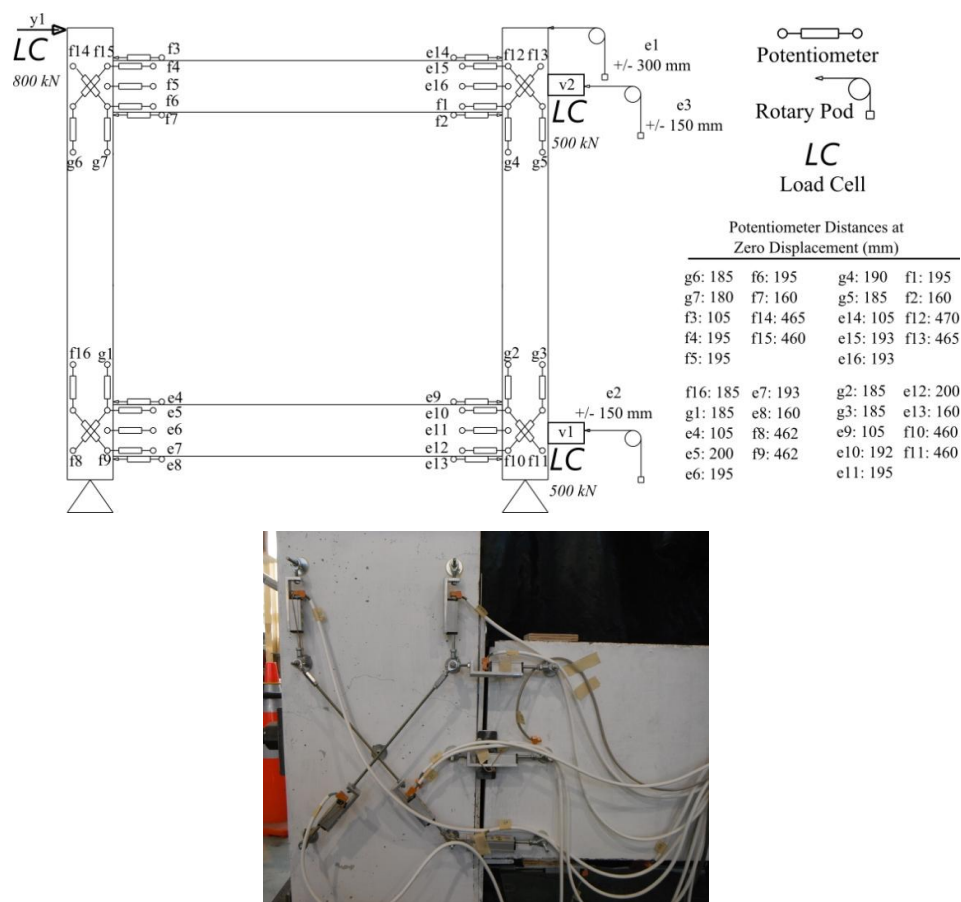 y1
LC
800 kN
f14 f15
f3
f4
f5
f6
f7
g6 g7
e14
e15
e16
f1
f2
f12 f13
g4 g5
v2
LC
500 kN
e1
+/- 300 mm
e3
+/- 150 mm
Potentiometer
Rotary Pod
LC
Load Cell
f16 g1
e4
e5
e6
e7
e8
f8 f9
g2 g3
e9
e10
e11
e12
e13
f10 f11
v1
LC
500 kN
e2
+/- 150 mm
Potentiometer Distances at
Zero Displacement (mm)
g6: 185 f6: 195 g4: 190 f1: 195
g7: 180 f7: 160 g5: 185 f2: 160
f3: 105 f14: 465 e14: 105 f12: 470
f4: 195 f15: 460 e15: 193 f13: 465
f5: 195 e16: 193
f16: 185 e7: 193 g2: 185 e12: 200
g1: 185 e8: 160 g3: 185 e13: 160
e4: 105 f8: 462 e9: 105 f10: 460
e5: 200 f9: 462 e10: 192 f11: 460
e6: 195 e11: 195